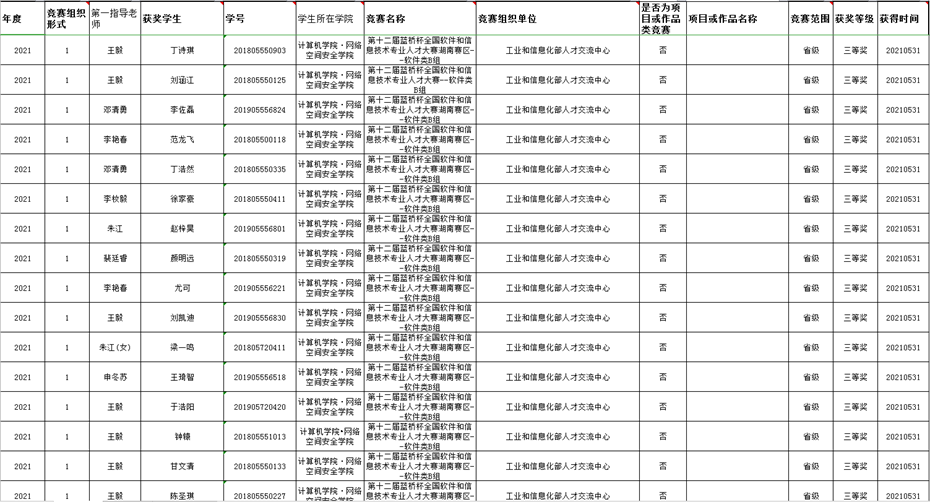 年度 竞赛组织形式 第一指导老师 获奖学生 学号 学生所在学院 竞赛名称 竞赛组织单位 是否为项目或作品类竞赛 项目或作品名称 竞赛范围 获奖等级 获得时间
2021 1 王毅 丁诗琪 201805550903 计算机学院·网络空间安全学院 第十二届蓝桥杯全国软件和信息技术专业人才大赛湖南赛区--软件类B组 工业和信息化部人才交流中心 否 省级 三等奖 20210531
2021 1 王毅 刘涵江 201805550125 计算机学院·网络空间安全学院 第十二届蓝桥杯全国软件和信息技术专业人才大赛--软件类B组 工业和信息化部人才交流中心 否 省级 三等奖 20210531
2021 1 邓清勇 李佐磊 201905556824 计算机学院·网络空间安全学院 第十二届蓝桥杯全国软件和信息技术专业人才大赛湖南赛区--软件类B组 工业和信息化部人才交流中心 否 省级 三等奖 20210531
2021 1 李艳春 范龙飞 201805500118 计算机学院·网络空间安全学院 第十二届蓝桥杯全国软件和信息技术专业人才大赛湖南赛区--软件类B组 工业和信息化部人才交流中心 否 省级 三等奖 20210531
2021 1 邓清勇 丁浩然 201805550335 计算机学院·网络空间安全学院 第十二届蓝桥杯全国软件和信息技术专业人才大赛湖南赛区--软件类B组 工业和信息化部人才交流中心 否 省级 三等奖 20210531
2021 1 李枚毅 徐家豪 201805550411 计算机学院·网络空间安全学院 第十二届蓝桥杯全国软件和信息技术专业人才大赛湖南赛区--软件类B组 工业和信息化部人才交流中心 否 省级 三等奖 20210531
2021 1 朱江 赵梓昊 201905556801 计算机学院·网络空间安全学院 第十二届蓝桥杯全国软件和信息技术专业人才大赛湖南赛区--软件类B组 工业和信息化部人才交流中心 否 省级 三等奖 20210531
2021 1 裴廷睿 颜明远 201805550319 计算机学院·网络空间安全学院 第十二届蓝桥杯全国软件和信息技术专业人才大赛湖南赛区--软件类B组 工业和信息化部人才交流中心 否 省级 三等奖 20210531
2021 1 李艳春 尤可 201905556221 计算机学院·网络空间安全学院 第十二届蓝桥杯全国软件和信息技术专业人才大赛湖南赛区--软件类B组 工业和信息化部人才交流中心 否 省级 三等奖 20210531
2021 1 王毅 刘凯迪 201905556830 计算机学院·网络空间安全学院 第十二届蓝桥杯全国软件和信息技术专业人才大赛湖南赛区--软件类B组 工业和信息化部人才交流中心 否 省级 三等奖 20210531
2021 1 朱江(女) 梁一鸣 201805720411 计算机学院·网络空间安全学院 第十二届蓝桥杯全国软件和信息技术专业人才大赛湖南赛区--软件类B组 工业和信息化部人才交流中心 否 省级 三等奖 20210531
2021 1 申冬苏 王琦智 201905556518 计算机学院·网络空间安全学院 第十二届蓝桥杯全国软件和信息技术专业人才大赛湖南赛区--软件类B组 工业和信息化部人才交流中心 否 省级 三等奖 20210531
2021 1 王毅 于浩阳 201905720420 计算机学院·网络空间安全学院 第十二届蓝桥杯全国软件和信息技术专业人才大赛湖南赛区--软件类B组 工业和信息化部人才交流中心 否 省级 三等奖 20210531
2021 1 王毅 201805551013 计算机学院·网络空间安全学院 第十二届蓝桥杯全国软件和信息技术专业人才大赛湖南赛区--软件类B组 工业和信息化部人才交流中心 否 省级 三等奖 20210531
2021 1 王毅 甘文清 201805550133 计算机学院·网络空间安全学院 第十二届蓝桥杯全国软件和信息技术专业人才大赛湖南赛区--软件类B组 工业和信息化部人才交流中心 否 省级 三等奖 20210531
2021 1 王毅 陈圣琪 201805550227 计算机学院·网络空间安全学院 第十二届蓝桥杯全国软件和信息技术专业人才大赛湖南赛区- 工业和信息化部人才交流中心 否 省级 三等奖 20210531